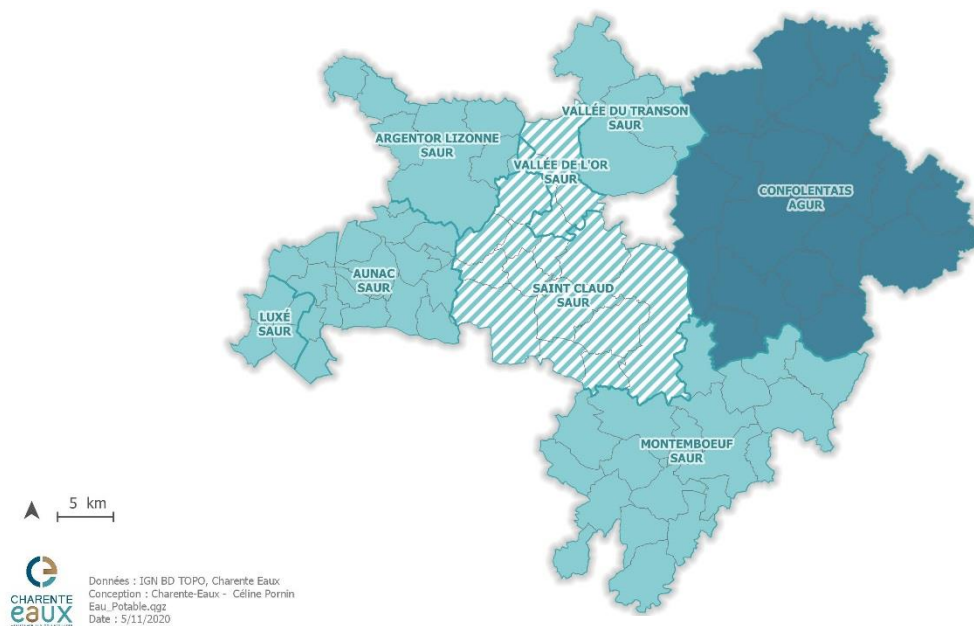 VALLÉE DU TRANSON
SAUR
ARGENTOR LIZONNE
SAUR
VALLÉE DE L'OR
SAUR
CONFOLENTAIS
AGUR
AUNAC
SAUR
SAINT CLAUD
SAUR
LUXÉ
SAUR
MONTEMBOEUF
SAUR
5 km
CHARENTE
eaux
Données : IGN BD TOPO, Charente Eaux
Conception : Charente-Eaux - Céline Pornin
Eau_Potable.qgz
Date : 5/11/2020